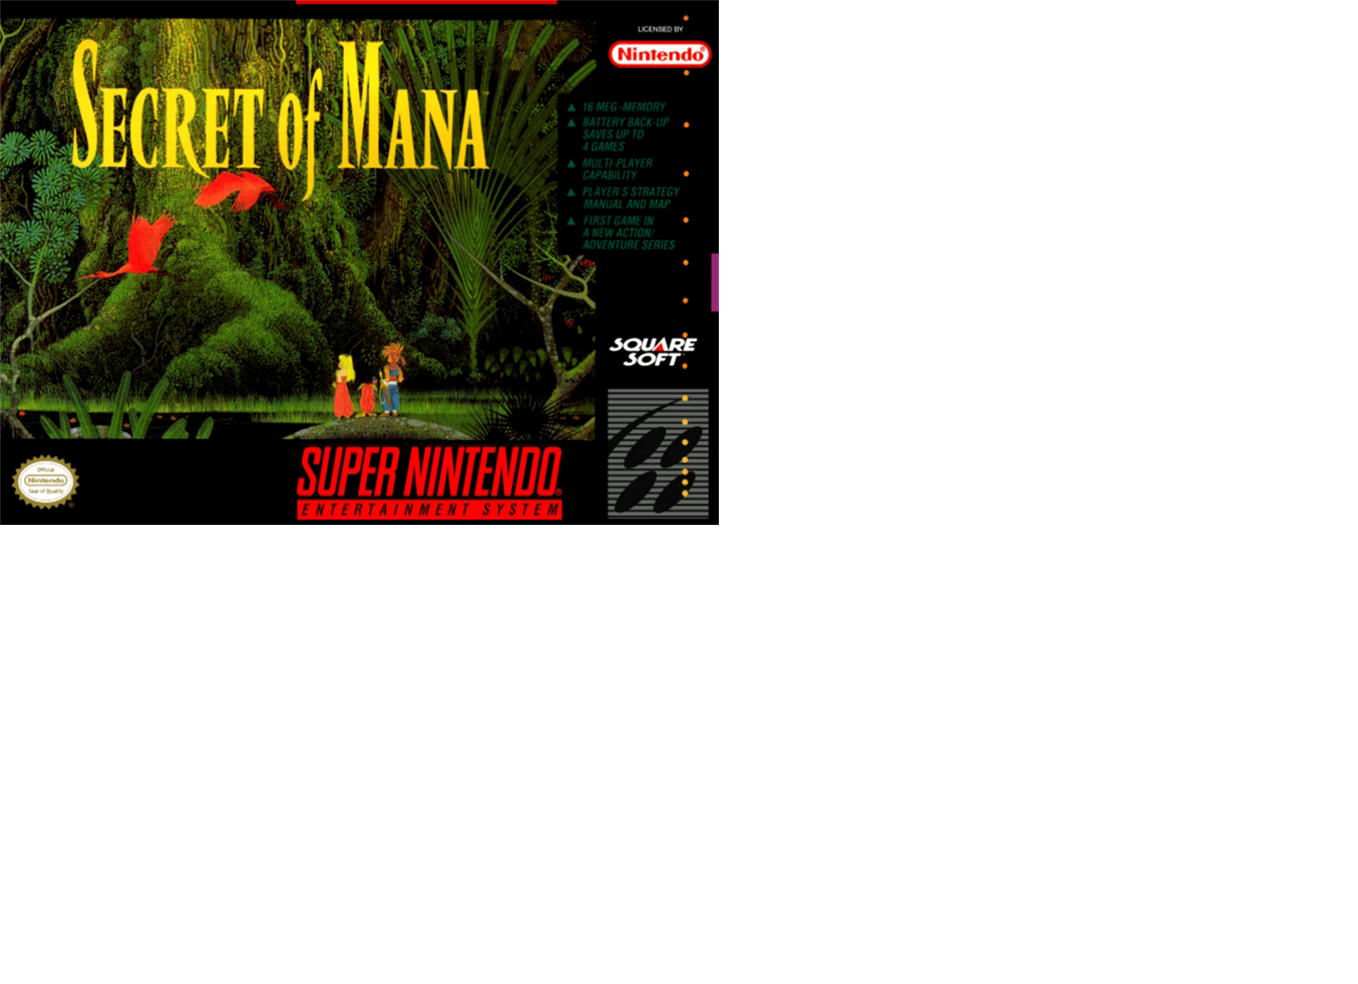 SECRET of MANA
LICENSED BY
Nintendo®
▲ 16 MEG-MEMORY
▲ BATTERY BACK-UP
SAVES UP TO
4 GAMES
▲ MULTI-PLAYER
CAPABILITY
▲ PLAYER'S STRATEGY
MANUAL AND MAP
▲ FIRST GAME IN
A NEW ACTION/
ADVENTURE SERIES
SQUARE
SOFT
Official
Nintendo
Seal of Quality
SUPER NINTENDO®
ENTERTAINMENT SYSTEM